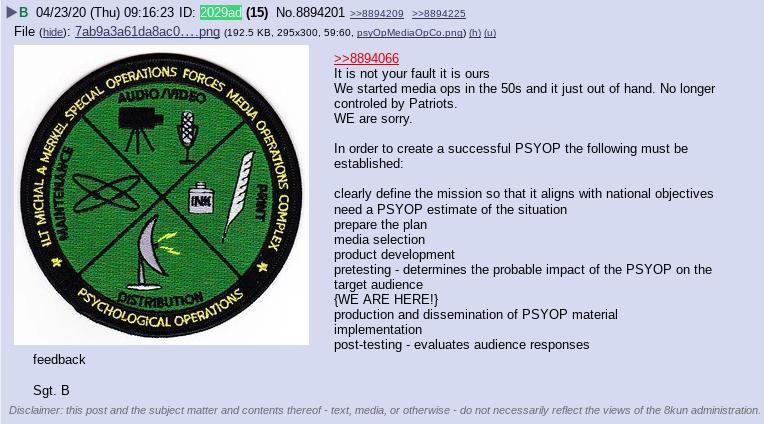 B 04/23/20 (Thu) 09:16:23 ID: 2029ad (15) No.8894201 >>8894209 >>8894225
File (hide): 7ab9a3a61da8ac0….png (192.5 KB, 295x300, 59:60, psyOpMediaOpCo.png) (h) (u)
1LT MICHAL A MERKEL SPECIAL OPERATIONS FORCES MEDIA OPERATIONS COMPLEX
AUDIO/VIDEO
MAINTENANCE
INK
PRINT
DISTRIBUTION
PSYCHOLOGICAL OPERATIONS
>>8894066
It is not your fault it is ours
We started media ops in the 50s and it just out of hand. No longer
controled by Patriots.
WE are sorry.
In order to create a successful PSYOP the following must be
established:
clearly define the mission so that it aligns with national objectives
need a PSYOP estimate of the situation
prepare the plan
media selection
product development
pretesting - determines the probable impact of the PSYOP on the
target audience
{WE ARE HERE!}
production and dissemination of PSYOP material
implementation
post-testing - evaluates audience responses
feedback
Sgt. B
Disclaimer: this post and the subject matter and contents thereof - text, media, or otherwise - do not necessarily reflect the views of the 8kun administration.